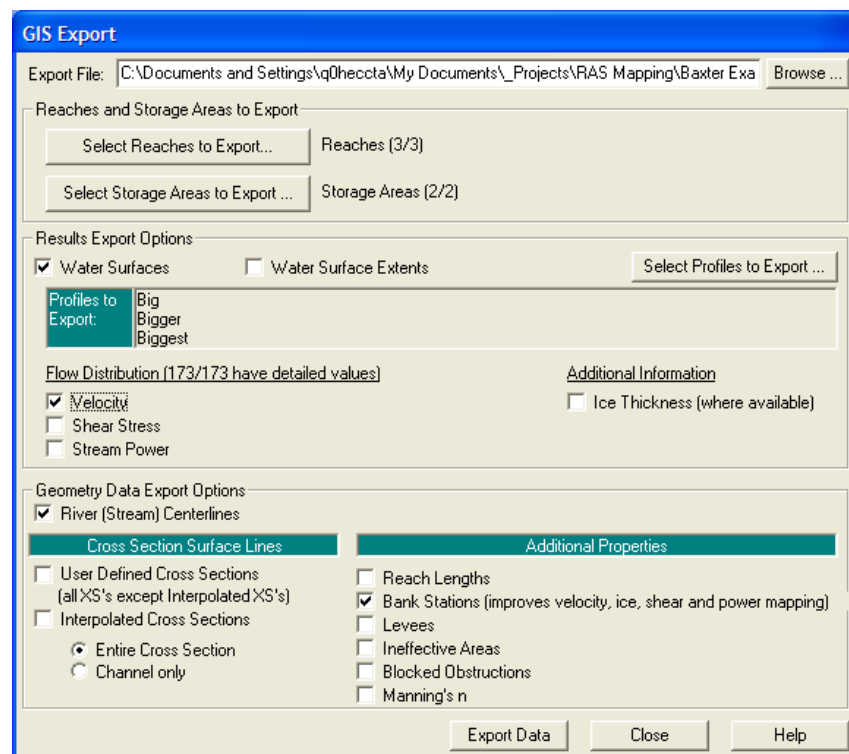 GIS Export
Export File: C:\Documents and Settings\q0heccta\My Documents\_Projects\RAS Mapping\Baxter Exa Browse ...
Reaches and Storage Areas to Export
Select Reaches to Export... Reaches (3/3)
Select Storage Areas to Export ... Storage Areas (2/2)
Results Export Options
Water Surfaces Water Surface Extents Select Profiles to Export ...
Profiles to Export: Big
Bigger
Biggest
Flow Distribution (173/173 have detailed values) Additional Information
Velocity Ice Thickness (where available)
Shear Stress
Stream Power
Geometry Data Export Options
River (Stream) Centerlines
Cross Section Surface Lines Additional Properties
User Defined Cross Sections Reach Lengths
(all XS's except Interpolated XS's) Bank Stations (improves velocity, ice, shear and power mapping)
Interpolated Cross Sections Levees
Entire Cross Section Ineffective Areas
Channel only Blocked Obstructions
Manning's n
Export Data Close Help